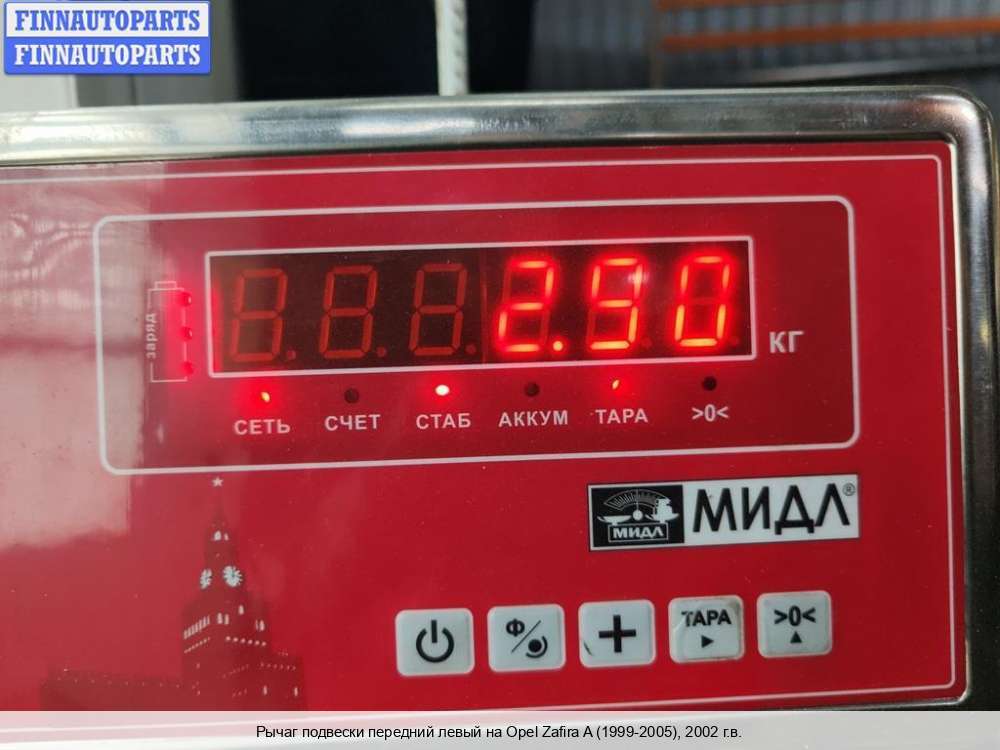 FINNAUTOPARTS
FINNAUTOPARTS
заряд
2.90
КГ
СЕТЬ СЧЕТ СТАБ АККУМ ТАРА >0<
МИДЛ МИДЛ®
Ф ТАРА >0<
Рычаг подвески передний левый на Opel Zafira A (1999-2005), 2002 г.в.